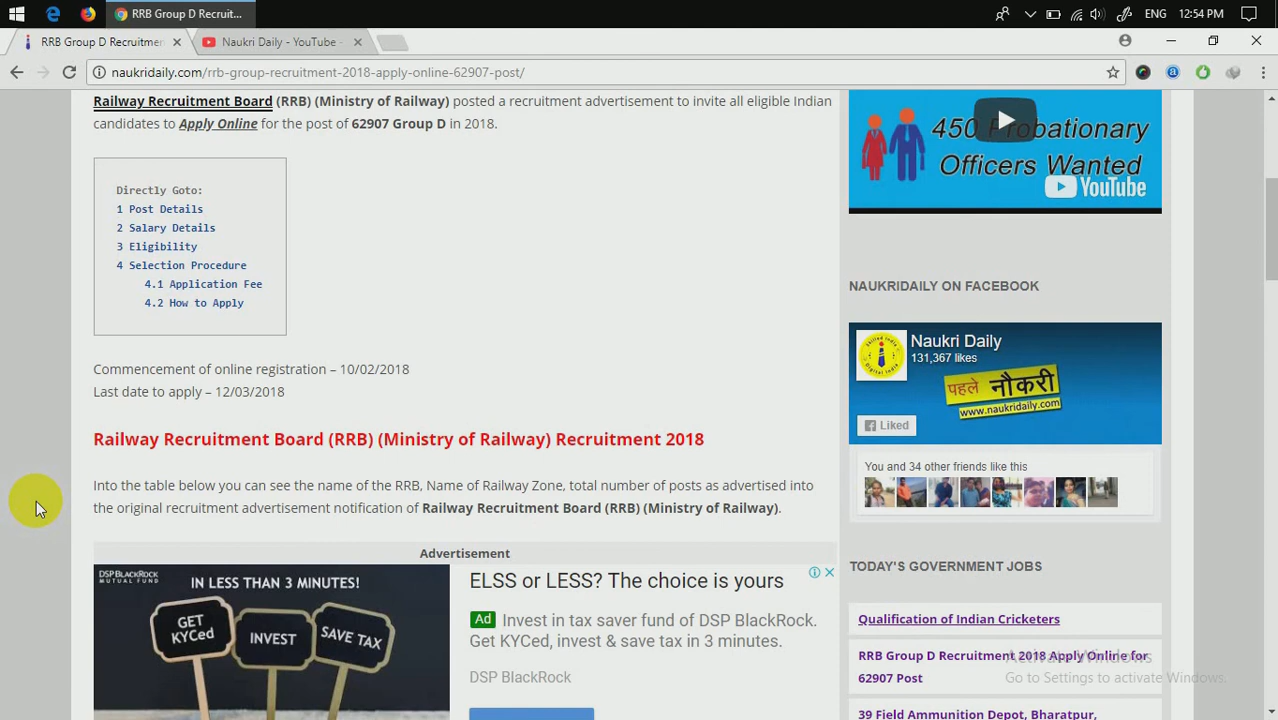 RRB Group D Recruit...
ENG 12:54 PM
RRB Group D Recruitmen
Naukri Daily - YouTube -
naukridaily.com/rrb-group-recruitment-2018-apply-online-62907-post/
Railway Recruitment Board (RRB) (Ministry of Railway) posted a recruitment advertisement to invite all eligible Indian
candidates to Apply Online for the post of 62907 Group D in 2018.
Directly Goto:
1 Post Details
2 Salary Details
3 Eligibility
4 Selection Procedure
4.1 Application Fee
4.2 How to Apply
Commencement of online registration – 10/02/2018
Last date to apply – 12/03/2018
Railway Recruitment Board (RRB) (Ministry of Railway) Recruitment 2018
Into the table below you can see the name of the RRB, Name of Railway Zone, total number of posts as advertised into
the original recruitment advertisement notification of Railway Recruitment Board (RRB) (Ministry of Railway).
Advertisement
DSP BLACKROCK
MUTUAL FUND
IN LESS THAN 3 MINUTES!
GET
KYCed
INVEST
SAVE TAX
ELSS or LESS? The choice is yours
Ad Invest in tax saver fund of DSP BlackRock.
Get KYCed, invest & save tax in 3 minutes.
DSP BlackRock
450 Probationary
Officers Wanted
YouTube
NAUKRIDAILY ON FACEBOOK
Naukri Daily
131,367 likes
पहले नौकरी
www.naukridaily.com
Liked
You and 34 other friends like this
TODAY'S GOVERNMENT JOBS
Qualification of Indian Cricketers
RRB Group D Recruitment 2018 Apply Online for
62907 Post
39 Field Ammunition Depot, Bharatpur,
Activate Windows
Go to Settings to activate Windows.